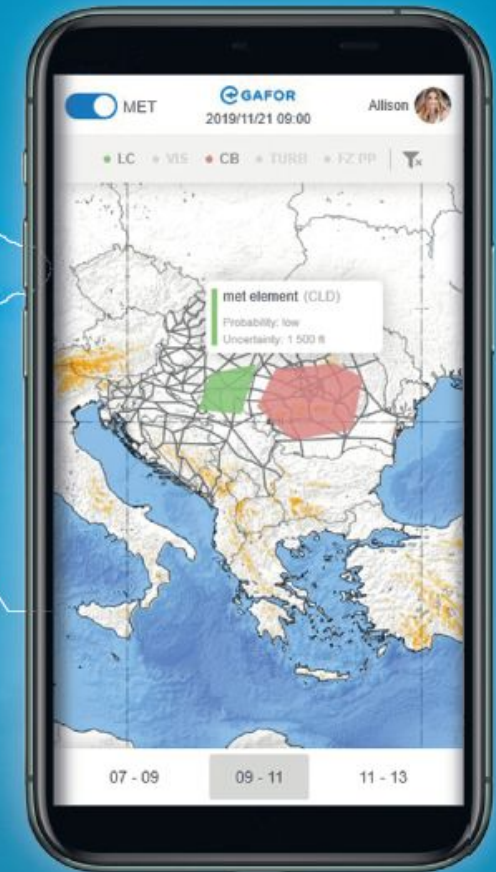 MET
GAFOR
Allison
2019/11/21 09:00
LC VIS CB TURB FZ PP
met element (CLD)
Probability: low
Uncertainty: 1 500 ft
07 - 09 09 - 11 11 - 13